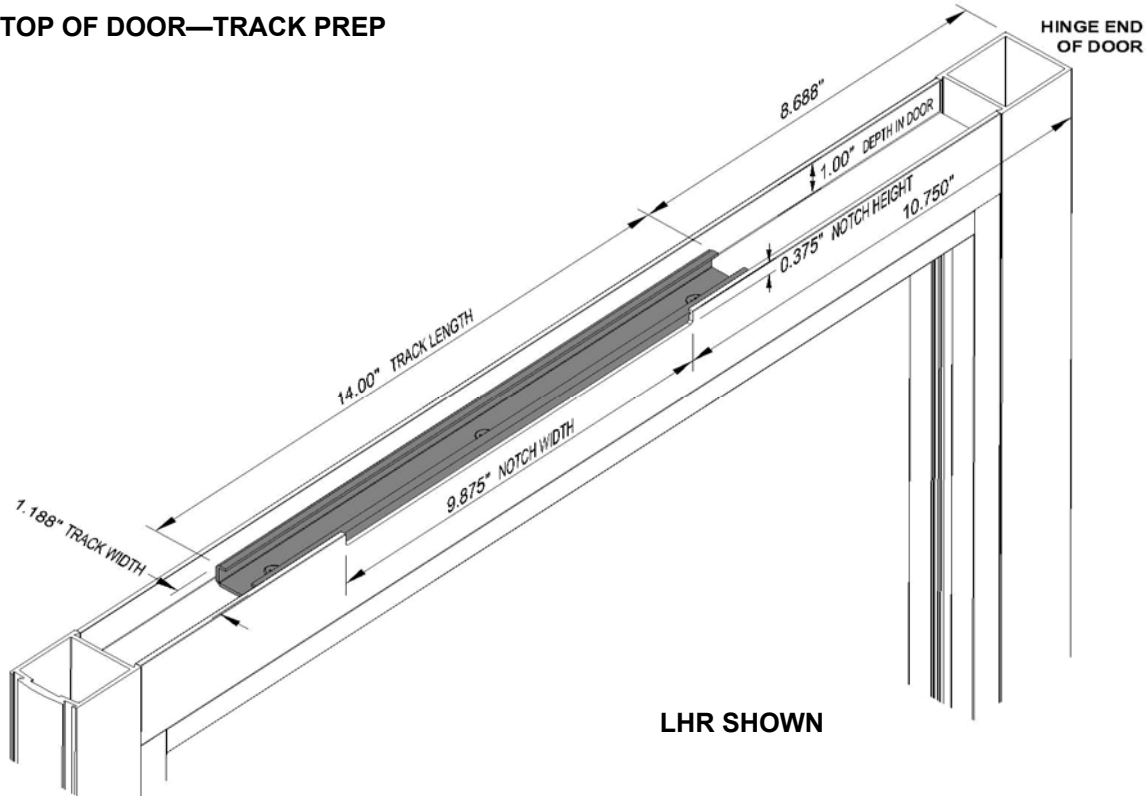 TOP OF DOOR—TRACK PREP
HINGE END
OF DOOR
8.688"
1.00" DEPTH IN DOOR
10.750"
0.375" NOTCH HEIGHT
14.00" TRACK LENGTH
9.875" NOTCH WIDTH
1.188" TRACK WIDTH
LHR SHOWN